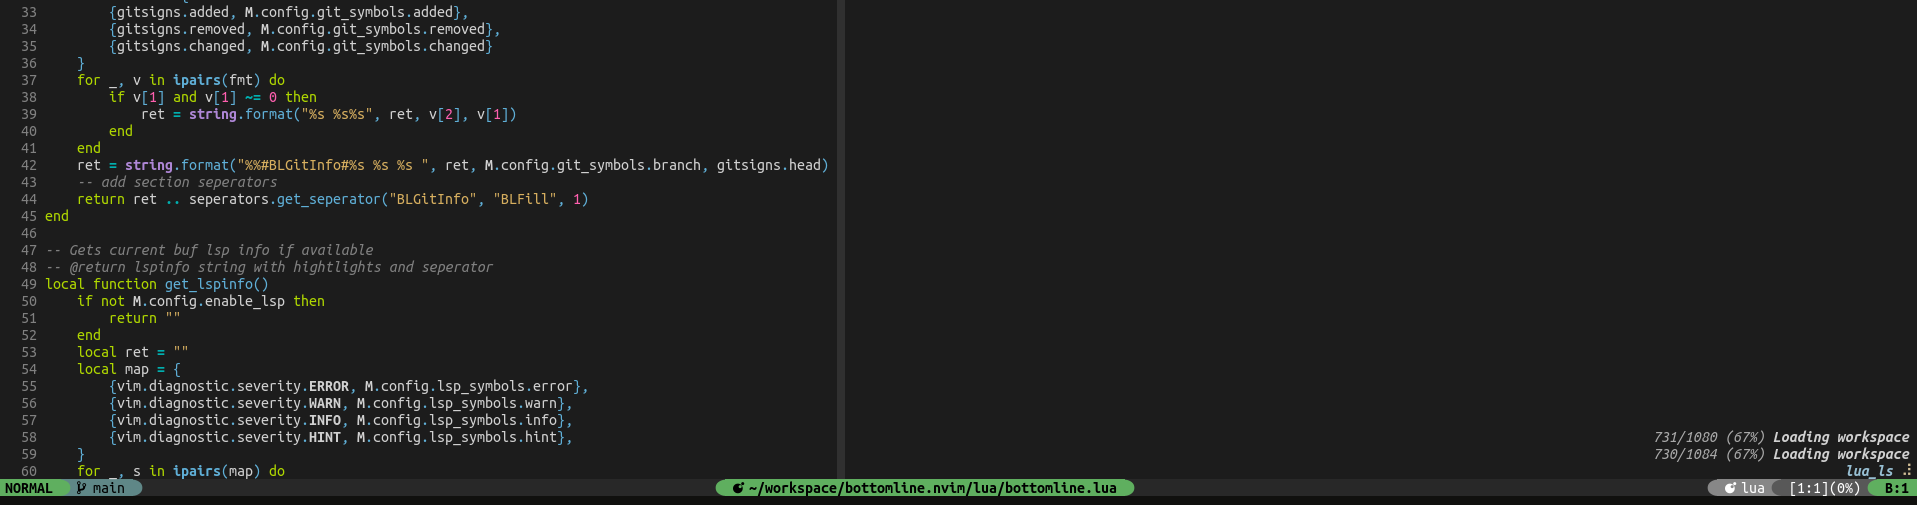 33         {gitsigns.added, M.config.git_symbols.added},
34         {gitsigns.removed, M.config.git_symbols.removed},
35         {gitsigns.changed, M.config.git_symbols.changed}
36     }
37     for _, v in ipairs(fmt) do
38         if v[1] and v[1] ~= 0 then
39             ret = string.format("%s %s%s", ret, v[2], v[1])
40         end
41     end
42     ret = string.format("%%#BLGitInfo#%s %s %s ", ret, M.config.git_symbols.branch, gitsigns.head)
43     -- add section seperators
44     return ret .. seperators.get_seperator("BLGitInfo", "BLFill", 1)
45 end
46
47 -- Gets current buf lsp info if available
48 -- @return lspinfo string with hightlights and seperator
49 local function get_lspinfo()
50     if not M.config.enable_lsp then
51         return ""
52     end
53     local ret = ""
54     local map = {
55         {vim.diagnostic.severity.ERROR, M.config.lsp_symbols.error},
56         {vim.diagnostic.severity.WARN, M.config.lsp_symbols.warn},
57         {vim.diagnostic.severity.INFO, M.config.lsp_symbols.info},
58         {vim.diagnostic.severity.HINT, M.config.lsp_symbols.hint},
59     }
60     for _, s in ipairs(map) do
731/1080 (67%) Loading workspace
730/1084 (67%) Loading workspace
lua_ls
NORMAL main ~/workspace/bottomline.nvim/lua/bottomline.lua lua [1:1](0%) B:1